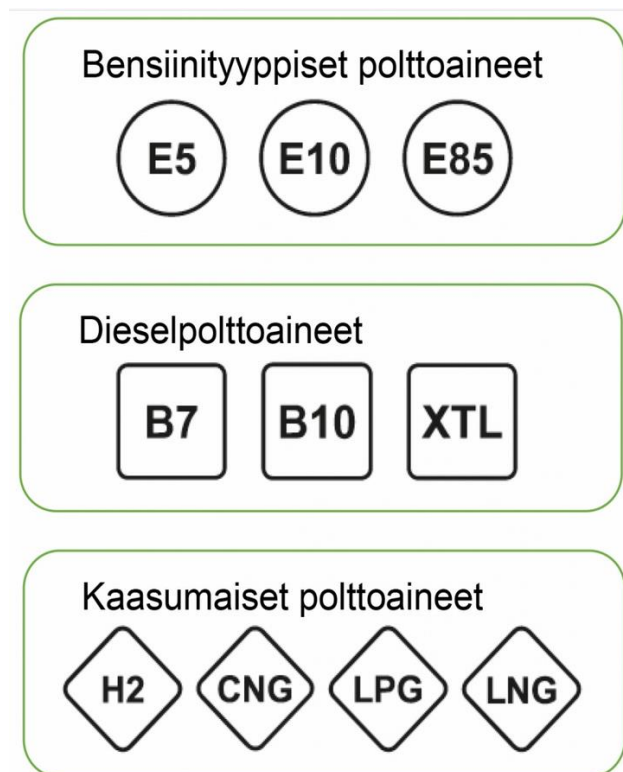 Bensiinityyppiset polttoaineet
E5 E10 E85
Dieselpolttoaineet
B7 B10 XTL
Kaasumaiset polttoaineet
H2 CNG LPG LNG